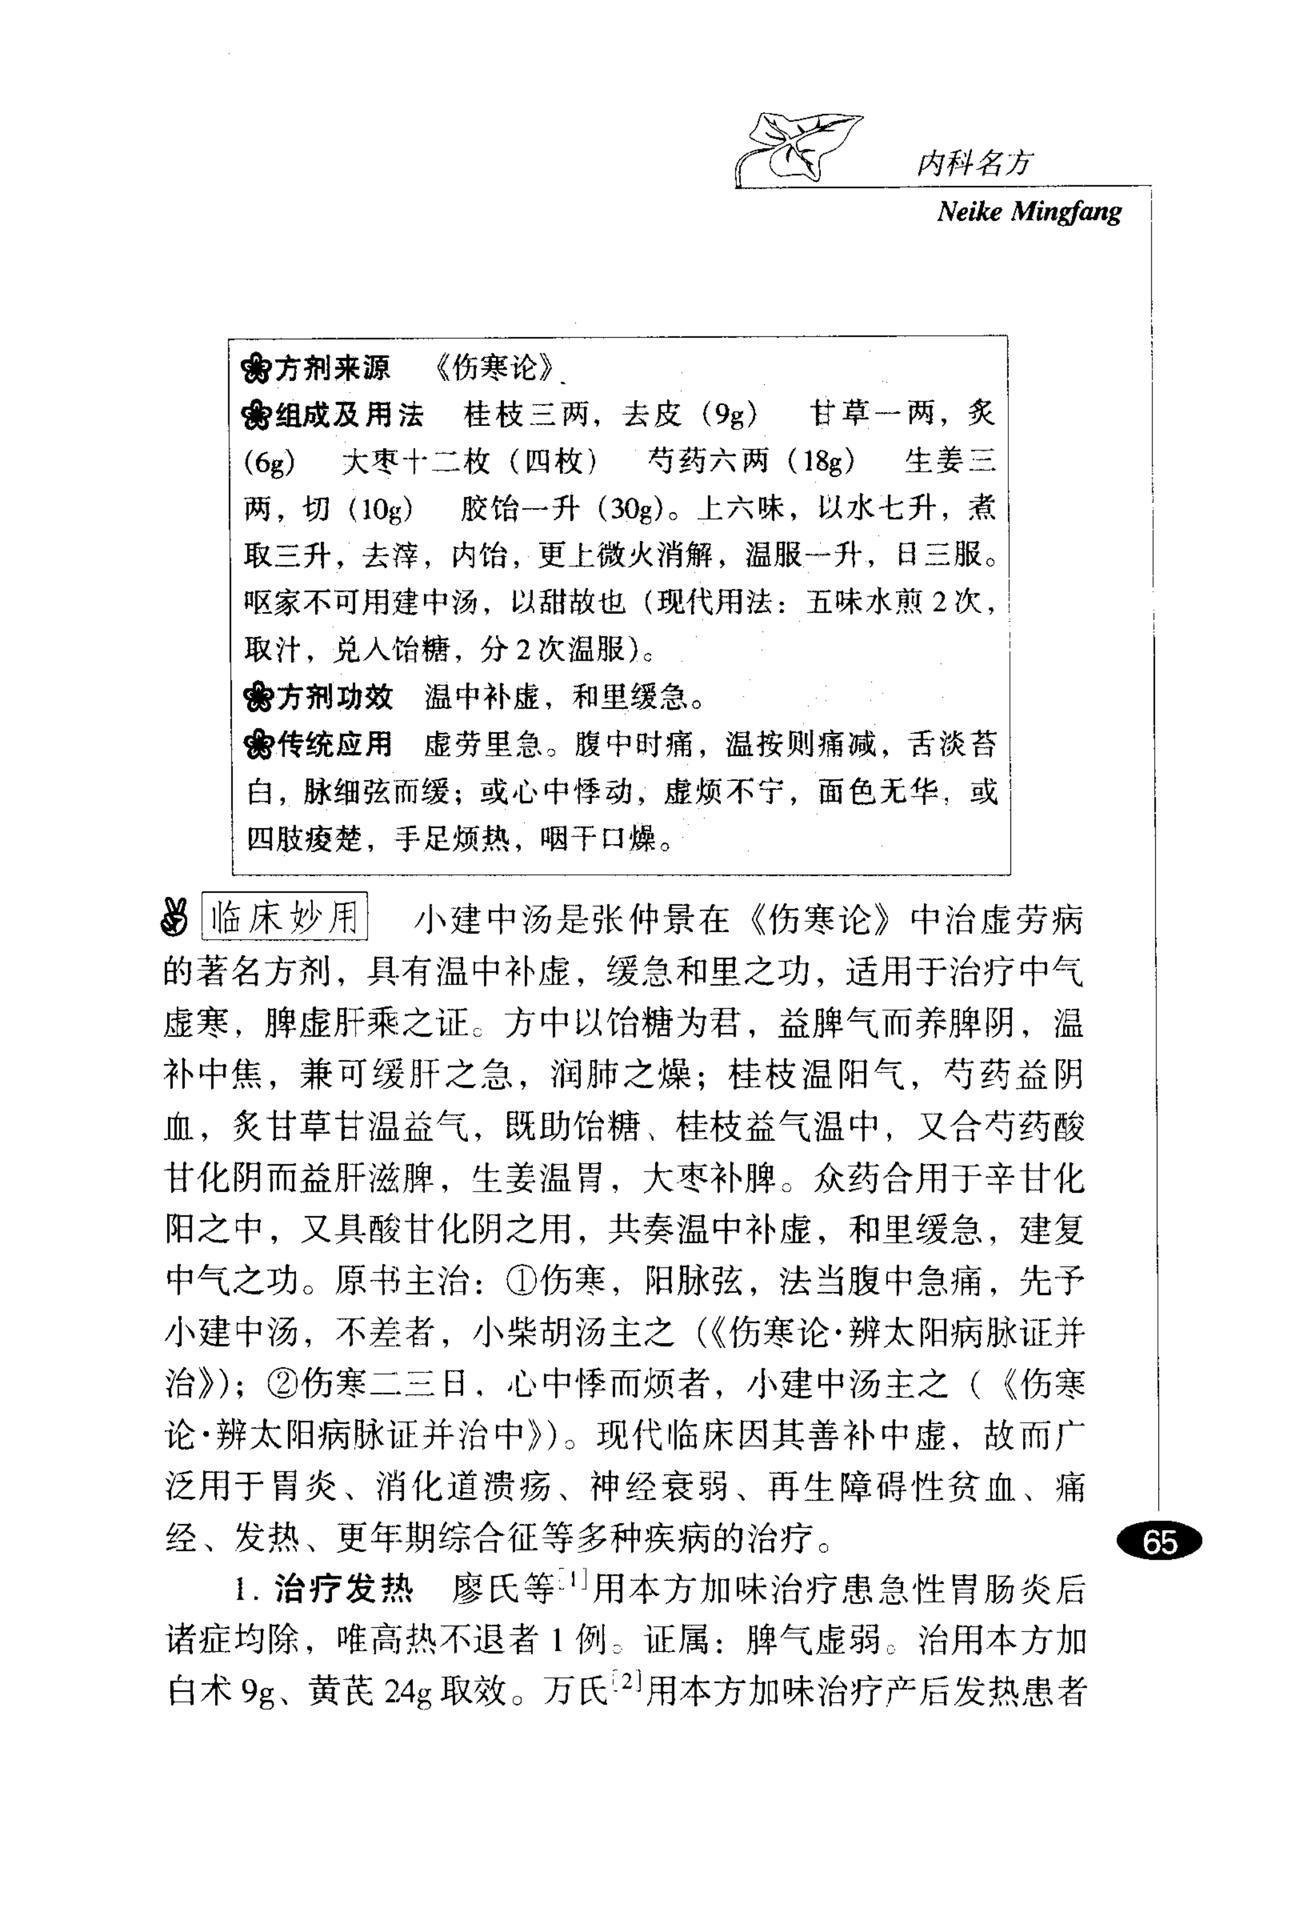 内科名方
Neike Mingfang
方剂来源　《伤寒论》
组成及用法　桂枝三两，去皮（9g）　甘草一两，炙
(6g)　大枣十二枚（四枚）　芍药六两（18g）　生姜三
两，切（10g）　胶饴一升（30g）。上六味，以水七升，煮
取三升，去滓，内饴，更上微火消解，温服一升，日三服。
呕家不可用建中汤，以甜故也（现代用法：五味水煎2次，
取汁，兑入饴糖，分2次温服）。
方剂功效　温中补虚，和里缓急。
传统应用　虚劳里急。腹中时痛，温按则痛减，舌淡苔
白，脉细弦而缓；或心中悸动，虚烦不宁，面色无华，或
四肢痠楚，手足烦热，咽干口燥。
临床妙用　小建中汤是张仲景在《伤寒论》中治虚劳病
的著名方剂，具有温中补虚，缓急和里之功，适用于治疗中气
虚寒，脾虚肝乘之证。方中以饴糖为君，益脾气而养脾阴，温
补中焦，兼可缓肝之急，润肺之燥；桂枝温阳气，芍药益阴
血，炙甘草甘温益气，既助饴糖、桂枝益气温中，又合芍药酸
甘化阴而益肝滋脾，生姜温胃，大枣补脾。众药合用于辛甘化
阳之中，又具酸甘化阴之用，共奏温中补虚，和里缓急，建复
中气之功。原书主治：①伤寒，阳脉弦，法当腹中急痛，先予
小建中汤，不差者，小柴胡汤主之（《伤寒论·辨太阳病脉证并
治》）；②伤寒二三日，心中悸而烦者，小建中汤主之（《伤寒
论·辨太阳病脉证并治中》）。现代临床因其善补中虚，故而广
泛用于胃炎、消化道溃疡、神经衰弱、再生障碍性贫血、痛
经、发热、更年期综合征等多种疾病的治疗。
65
1. 治疗发热　廖氏等[1]用本方加味治疗患急性胃肠炎后
诸症均除，唯高热不退者1例。证属：脾气虚弱。治用本方加
白术9g、黄芪24g取效。万氏[2]用本方加味治疗产后发热患者